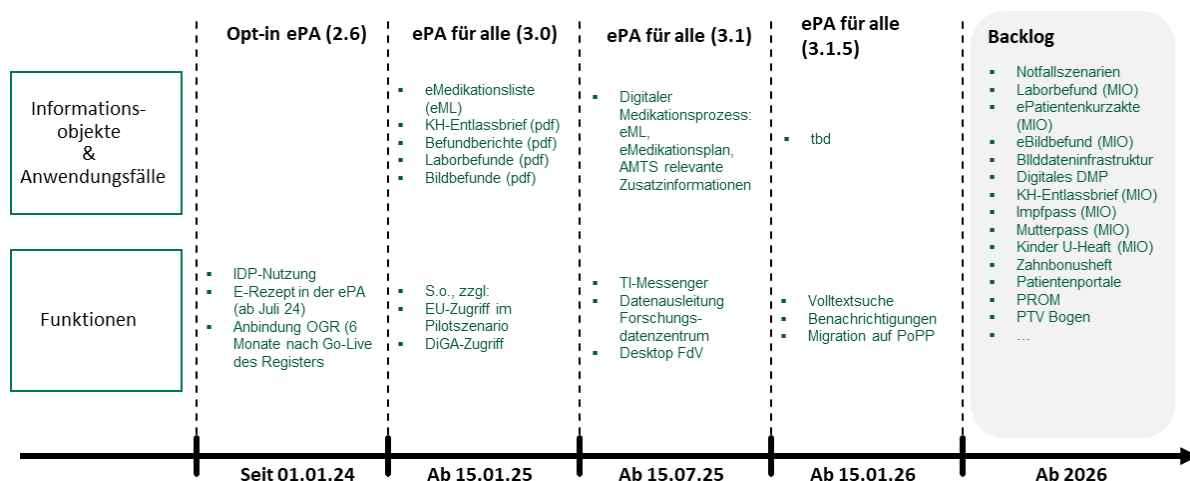 Opt-in ePA (2.6)
ePA für alle (3.0)
ePA für alle (3.1)
ePA für alle
(3.1.5)
Backlog
Informations-
objekte
&
Anwendungsfälle
eMedikationsliste
(eML)
KH-Entlassbrief (pdf)
Befundberichte (pdf)
Laborbefunde (pdf)
Bildbefunde (pdf)
Digitaler
Medikationsprozess:
eML,
eMedikationsplan,
AMTS relevante
Zusatzinformationen
tbd
Notfallszenarien
Laborbefund (MIO)
ePatientenkurzakte
(MIO)
eBildbefund (MIO)
BIlddateninfrastruktur
Digitales DMP
KH-Entlassbrief (MIO)
Impfpass (MIO)
Mutterpass (MIO)
Kinder U-Heaft (MIO)
Zahnbonusheft
Patientenportale
PROM
PTV Bogen
…
Funktionen
IDP-Nutzung
E-Rezept in der ePA
(ab Juli 24)
Anbindung OGR (6
Monate nach Go-Live
des Registers
S.o., zzgl:
EU-Zugriff im
Pilotszenario
DiGA-Zugriff
TI-Messenger
Datenausleitung
Forschungs-
datenzentrum
Desktop FdV
Volltextsuche
Benachrichtigungen
Migration auf PoPP
Seit 01.01.24
Ab 15.01.25
Ab 15.07.25
Ab 15.01.26
Ab 2026